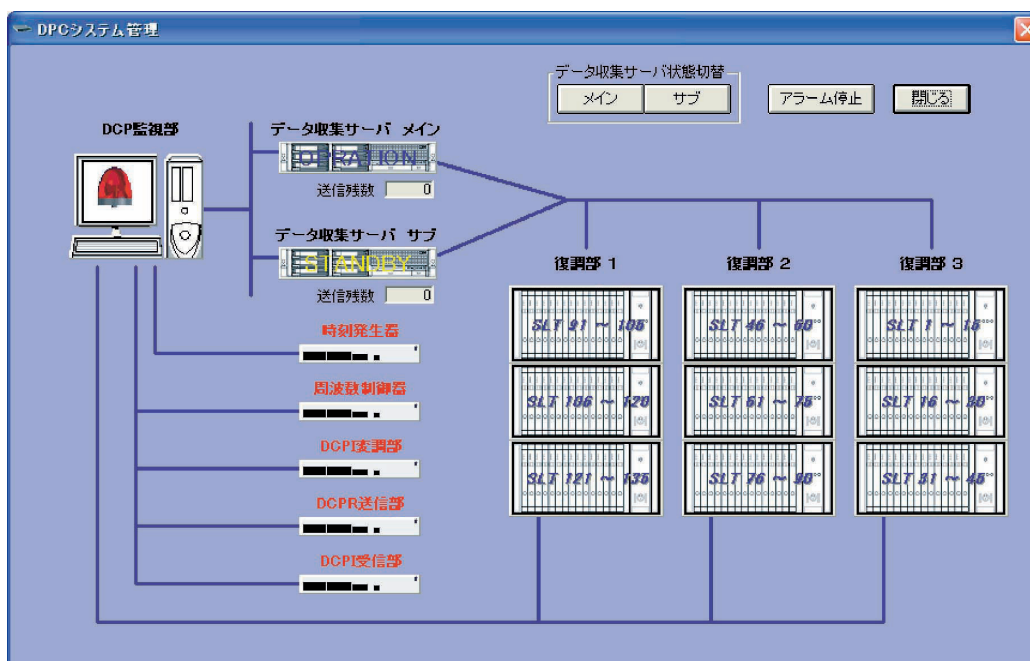 DPCシステム管理
データ収集サーバ状態切替
メイン サブ アラーム停止 閉じる
DCP監視部
データ収集サーバ メイン
OPERATION
送信残数 0
データ収集サーバ サブ
STANDBY
送信残数 0
時刻発生器
周波数制御器
DCPI変調部
DCPR送信部
DCPI受信部
復調部 1 復調部 2 復調部 3
SLT 91 ~ 105 SLT 46 ~ 60 SLT 1 ~ 15
SLT 106 ~ 120 SLT 61 ~ 75 SLT 16 ~ 30
SLT 121 ~ 135 SLT 76 ~ 90 SLT 31 ~ 45